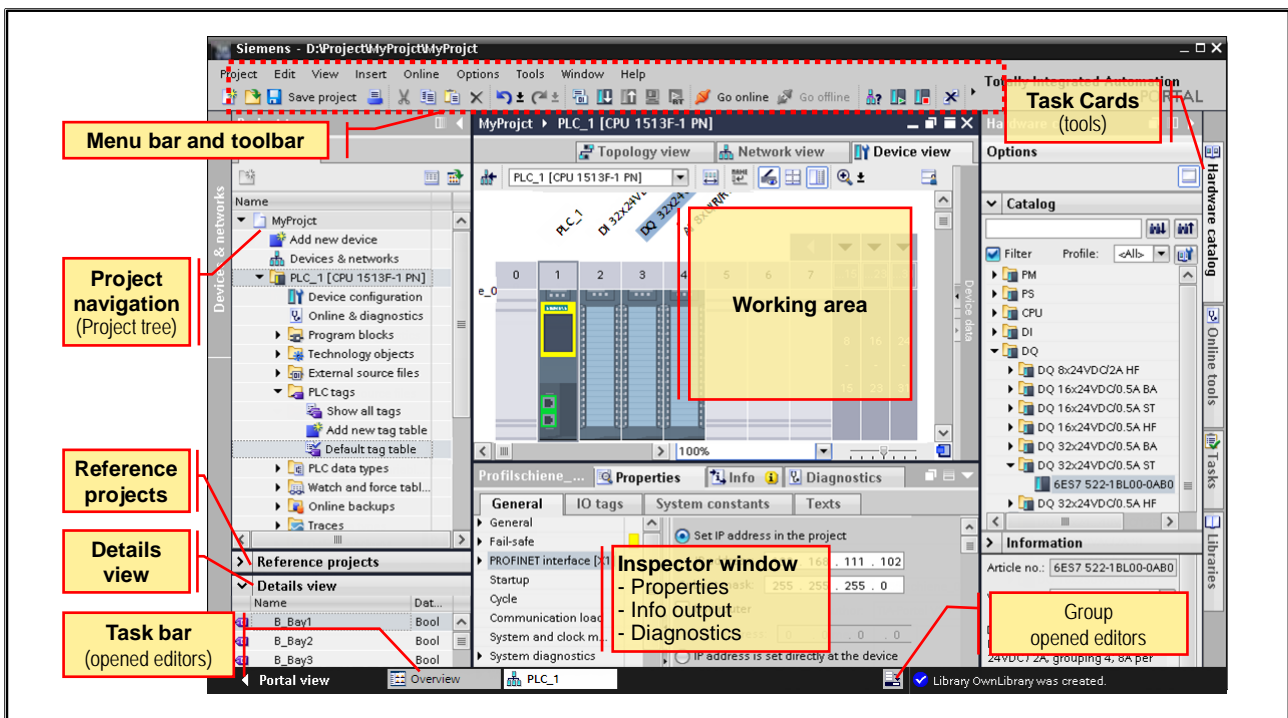 Siemens - D:\Project\MyProjct\MyProjct
Project Edit View Insert Online Options Tools Window Help
Totally Integrated Automation
PORTAL
Save project Go online Go offline
Task Cards
(tools)
Menu bar and toolbar
MyProjct PLC_1 [CPU 1513F-1 PN]
Topology view Network view Device view
Options
PLC_1 [CPU 1513F-1 PN]
Name
MyProjct
Add new device
Devices & networks
PLC_1 [CPU 1513F-1 PN]
Device configuration
Online & diagnostics
Program blocks
Technology objects
External source files
PLC tags
Show all tags
Add new tag table
Default tag table
PLC data types
Watch and force tabl...
Online backups
Traces
Reference projects
Details view
Name Dat...
B_Bay1 Bool
B_Bay2 Bool
B_Bay3 Bool
Devices & networks
Project
navigation
(Project tree)
Reference
projects
Details
view
Task bar
(opened editors)
PLC_1
0 1 2 3 4 5 6 7
Working area
Device data
100%
Properties Info Diagnostics
General IO tags System constants Texts
General
Fail-safe
PROFINET interface [X1
Startup
Cycle
Communication load
System and clock m...
System diagnostics
Set IP address in the project
. 111 . 102
255 . 255 . 255 . 0
IP address is set directly at the device
Inspector window
- Properties
- Info output
- Diagnostics
Catalog
Filter Profile: <All>
PM
PS
CPU
DI
DQ
DQ 8x24VDC/2A HF
DQ 16x24VDC/0.5A BA
DQ 16x24VDC/0.5A ST
DQ 16x24VDC/0.5A HF
DQ 32x24VDC/0.5A BA
DQ 32x24VDC/0.5A ST
6ES7 522-1BL00-0AB0
DQ 32x24VDC/0.5A HF
Information
Article no.: 6ES7 522-1BL00-0AB0
Group
opened editors
24VDC / 2A, grouping 4, 8A per
Hardware catalog
Online tools
Tasks
Libraries
Portal view Overview PLC_1 Library OwnLibrary was created.